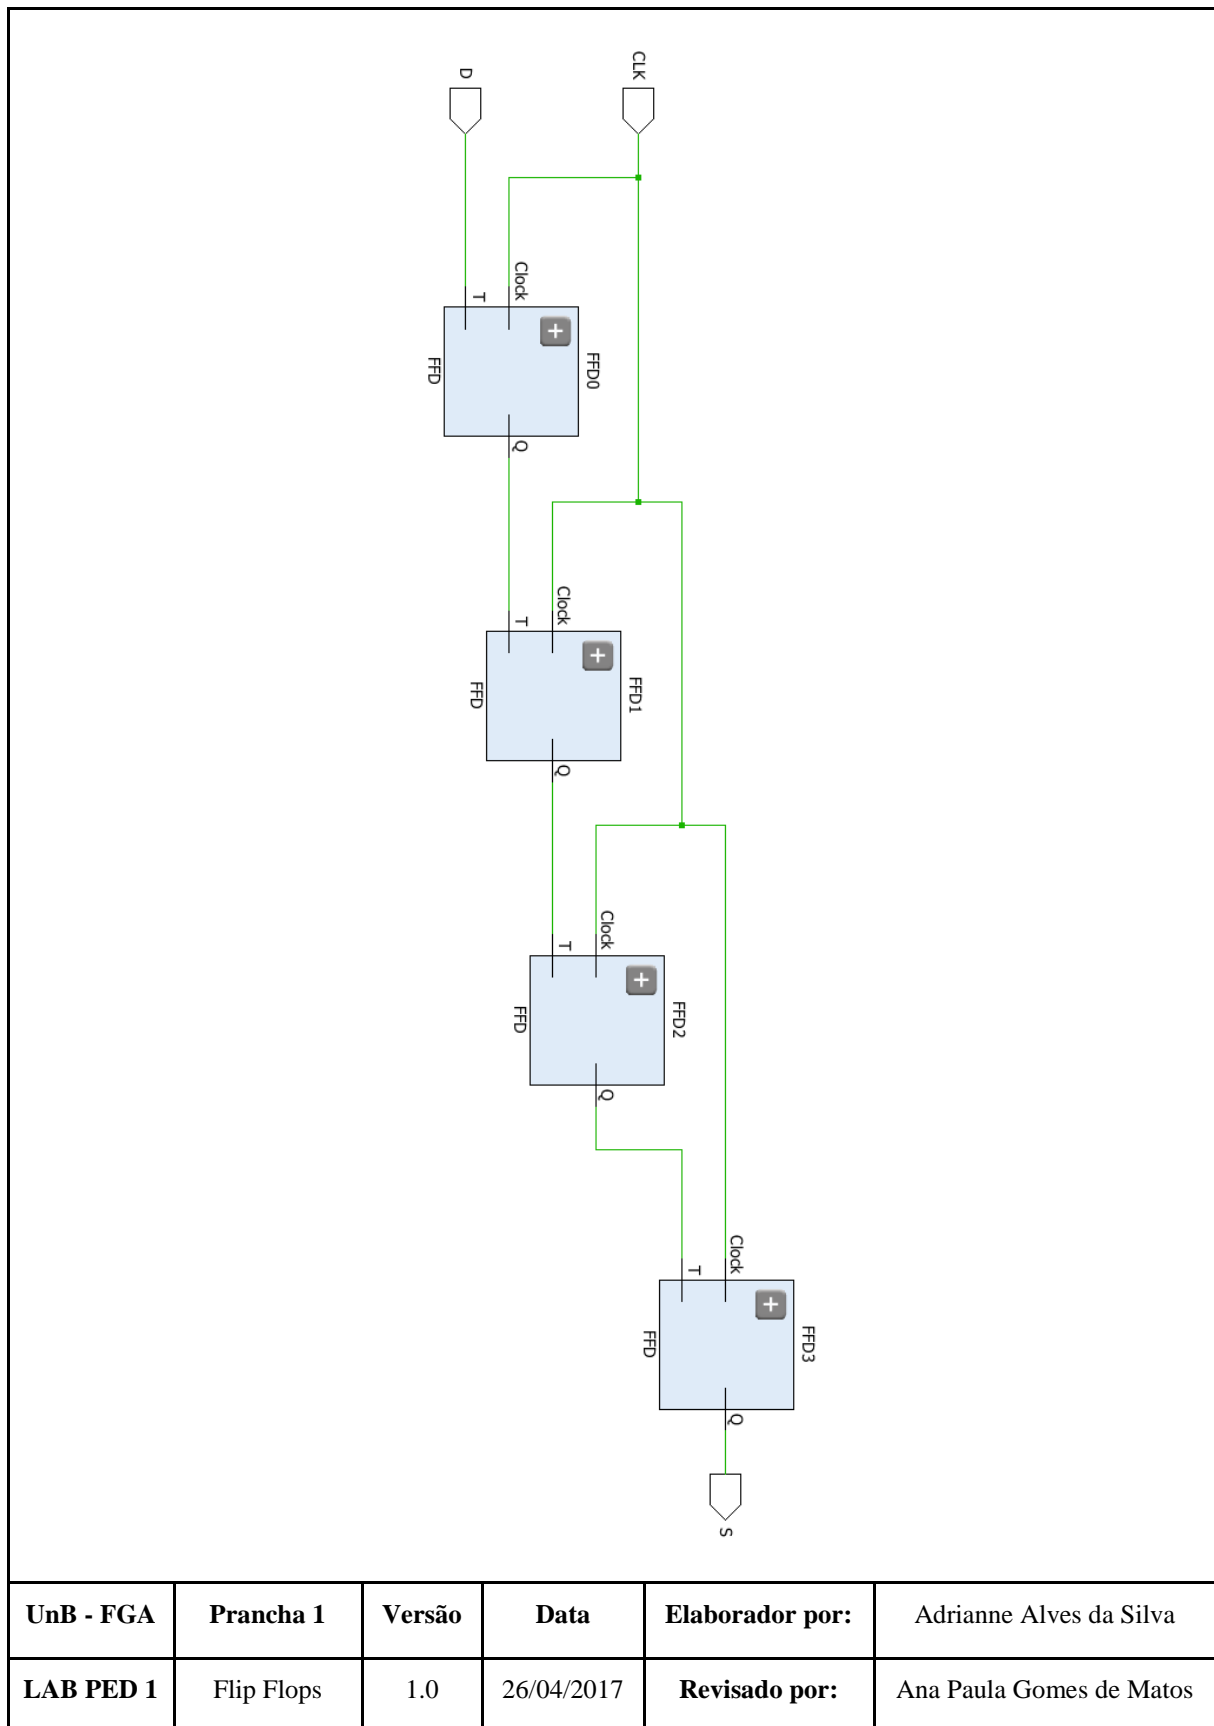 D
CLK
T
Clock
FFD
FFD0
Q
T
Clock
FFD
FFD1
Q
T
Clock
FFD
FFD2
Q
T
Clock
FFD
FFD3
Q
S
UnB - FGA Prancha 1 Versão Data Elaborador por: Adrianne Alves da Silva
LAB PED 1 Flip Flops 1.0 26/04/2017 Revisado por: Ana Paula Gomes de Matos